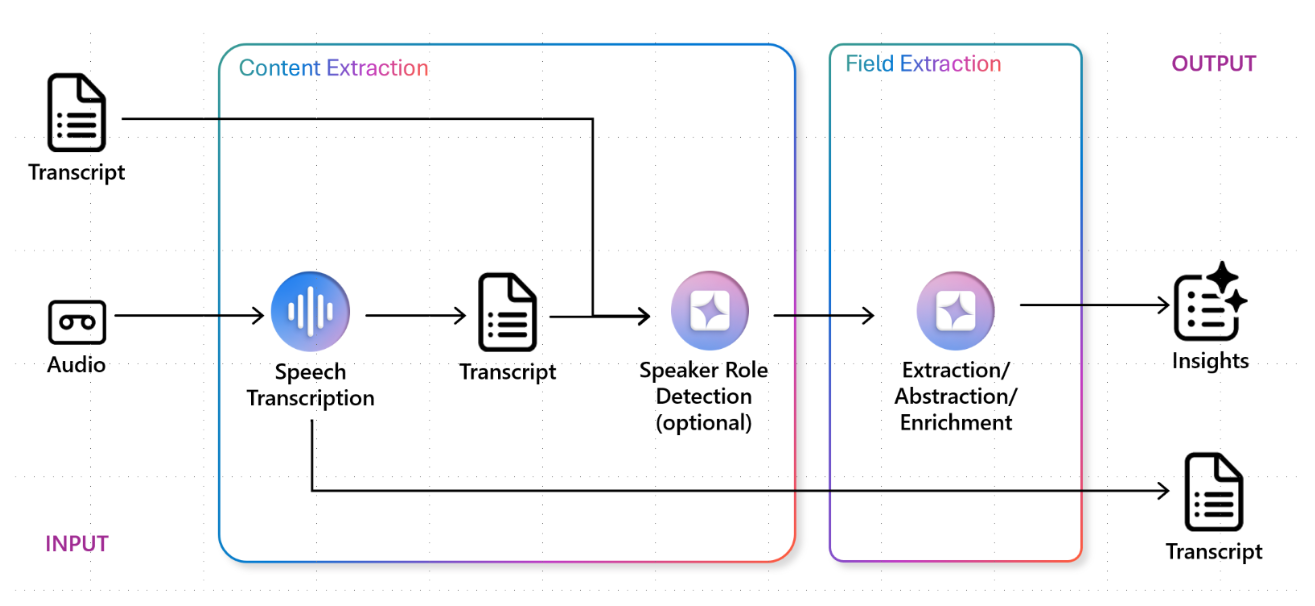 Content Extraction
Field Extraction
OUTPUT
Transcript
Audio
Speech
Transcription
Transcript
Speaker Role
Detection
(optional)
Extraction/
Abstraction/
Enrichment
Insights
INPUT
Transcript